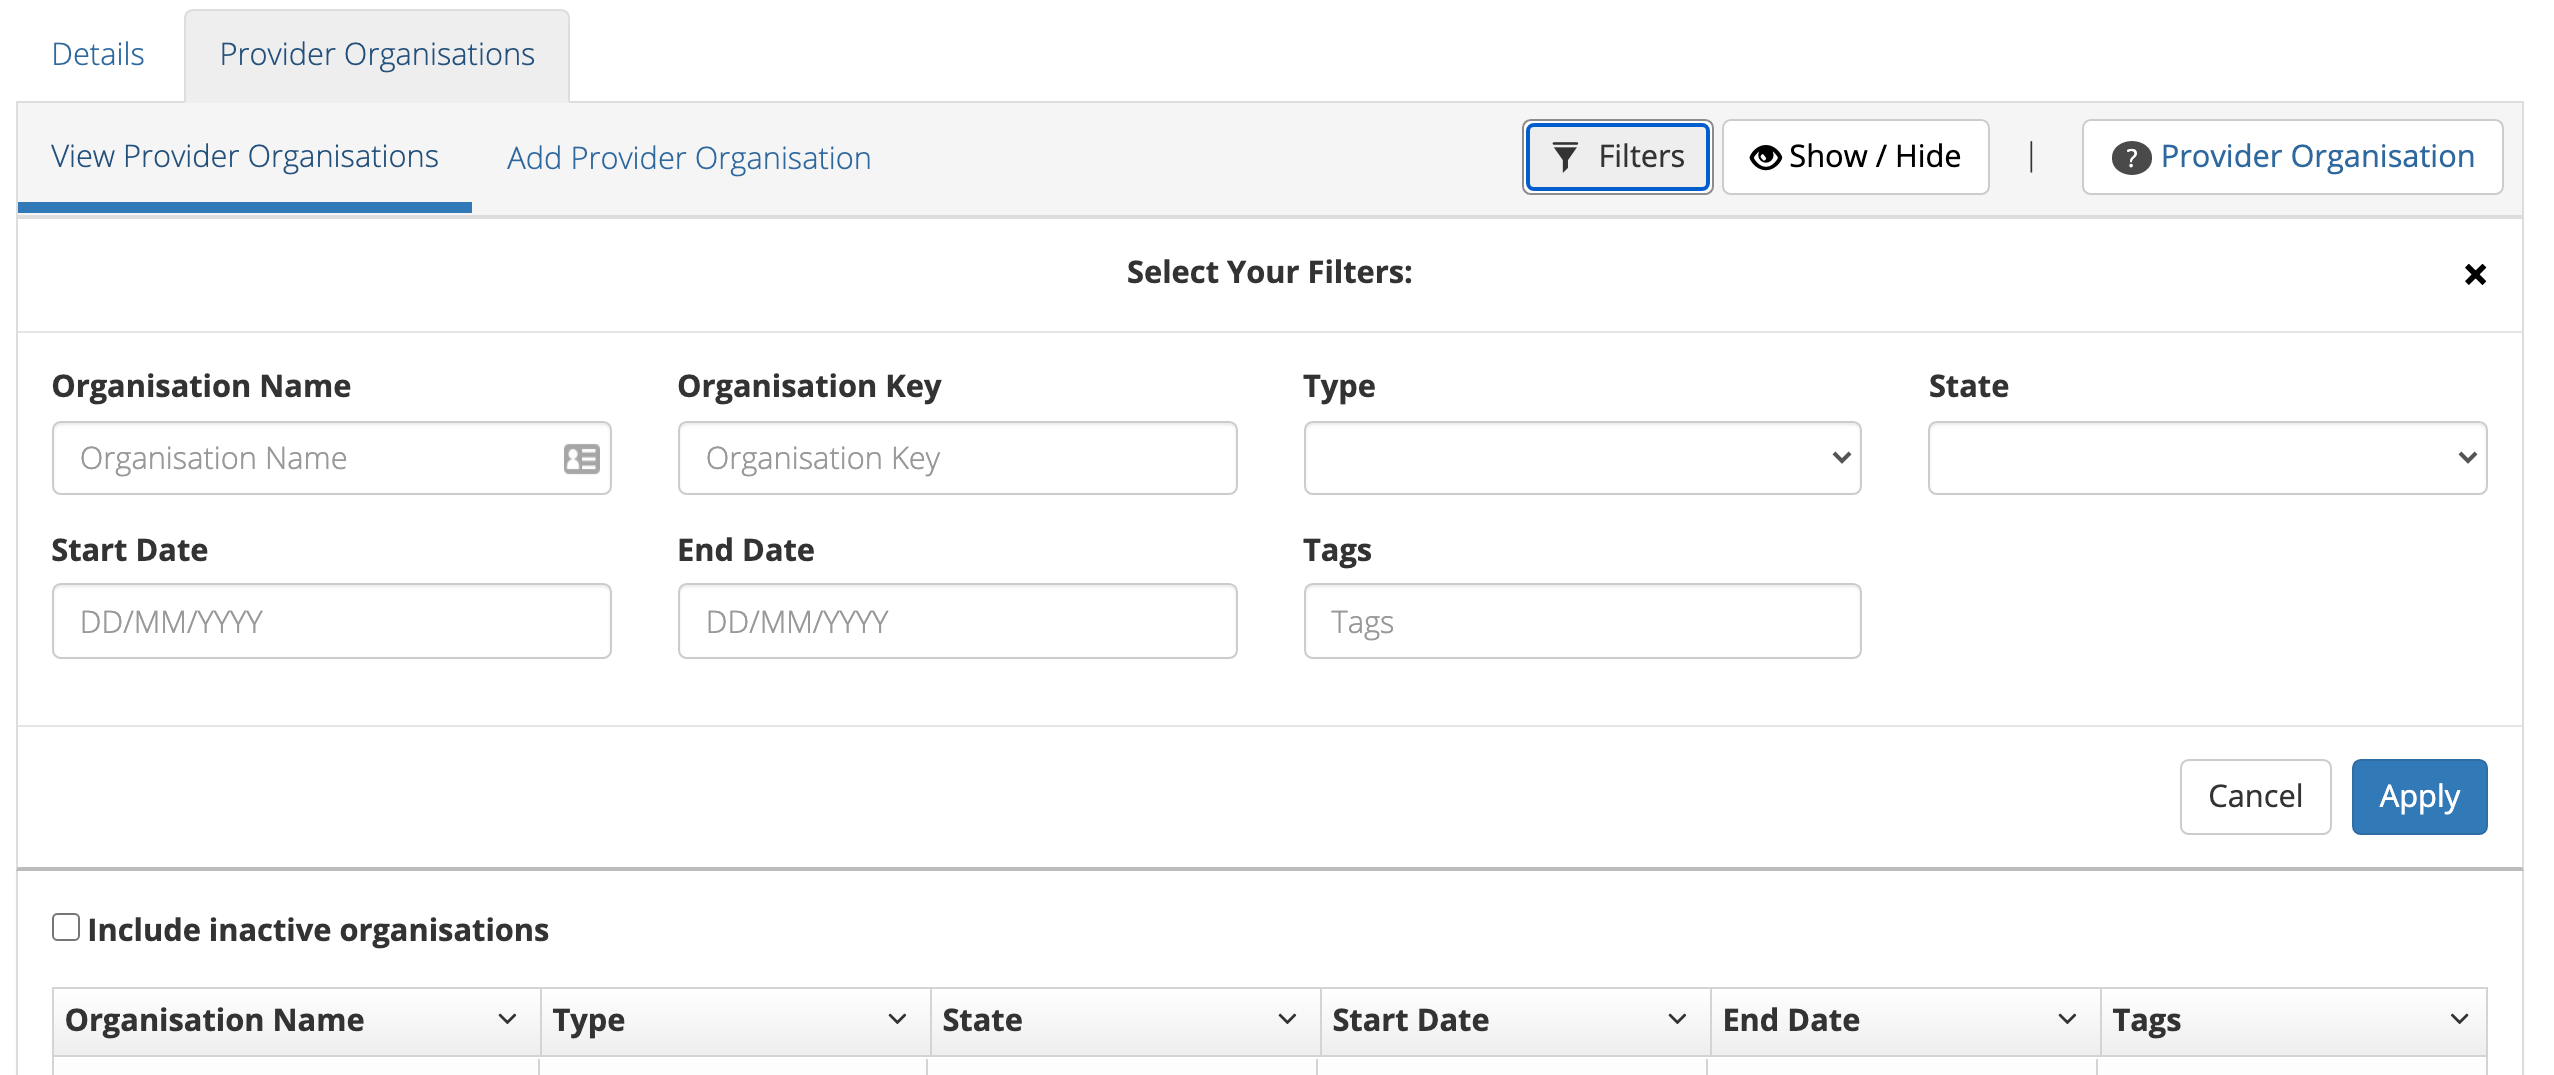 Details
Provider Organisations
View Provider Organisations
Add Provider Organisation
Filters
Show / Hide
|
? Provider Organisation
Select Your Filters:
Organisation Name
Organisation Key
Type
State
Organisation Name
Organisation Key
Start Date
End Date
Tags
DD/MM/YYYY
DD/MM/YYYY
Tags
Cancel
Apply
Include inactive organisations
Organisation Name
Type
State
Start Date
End Date
Tags